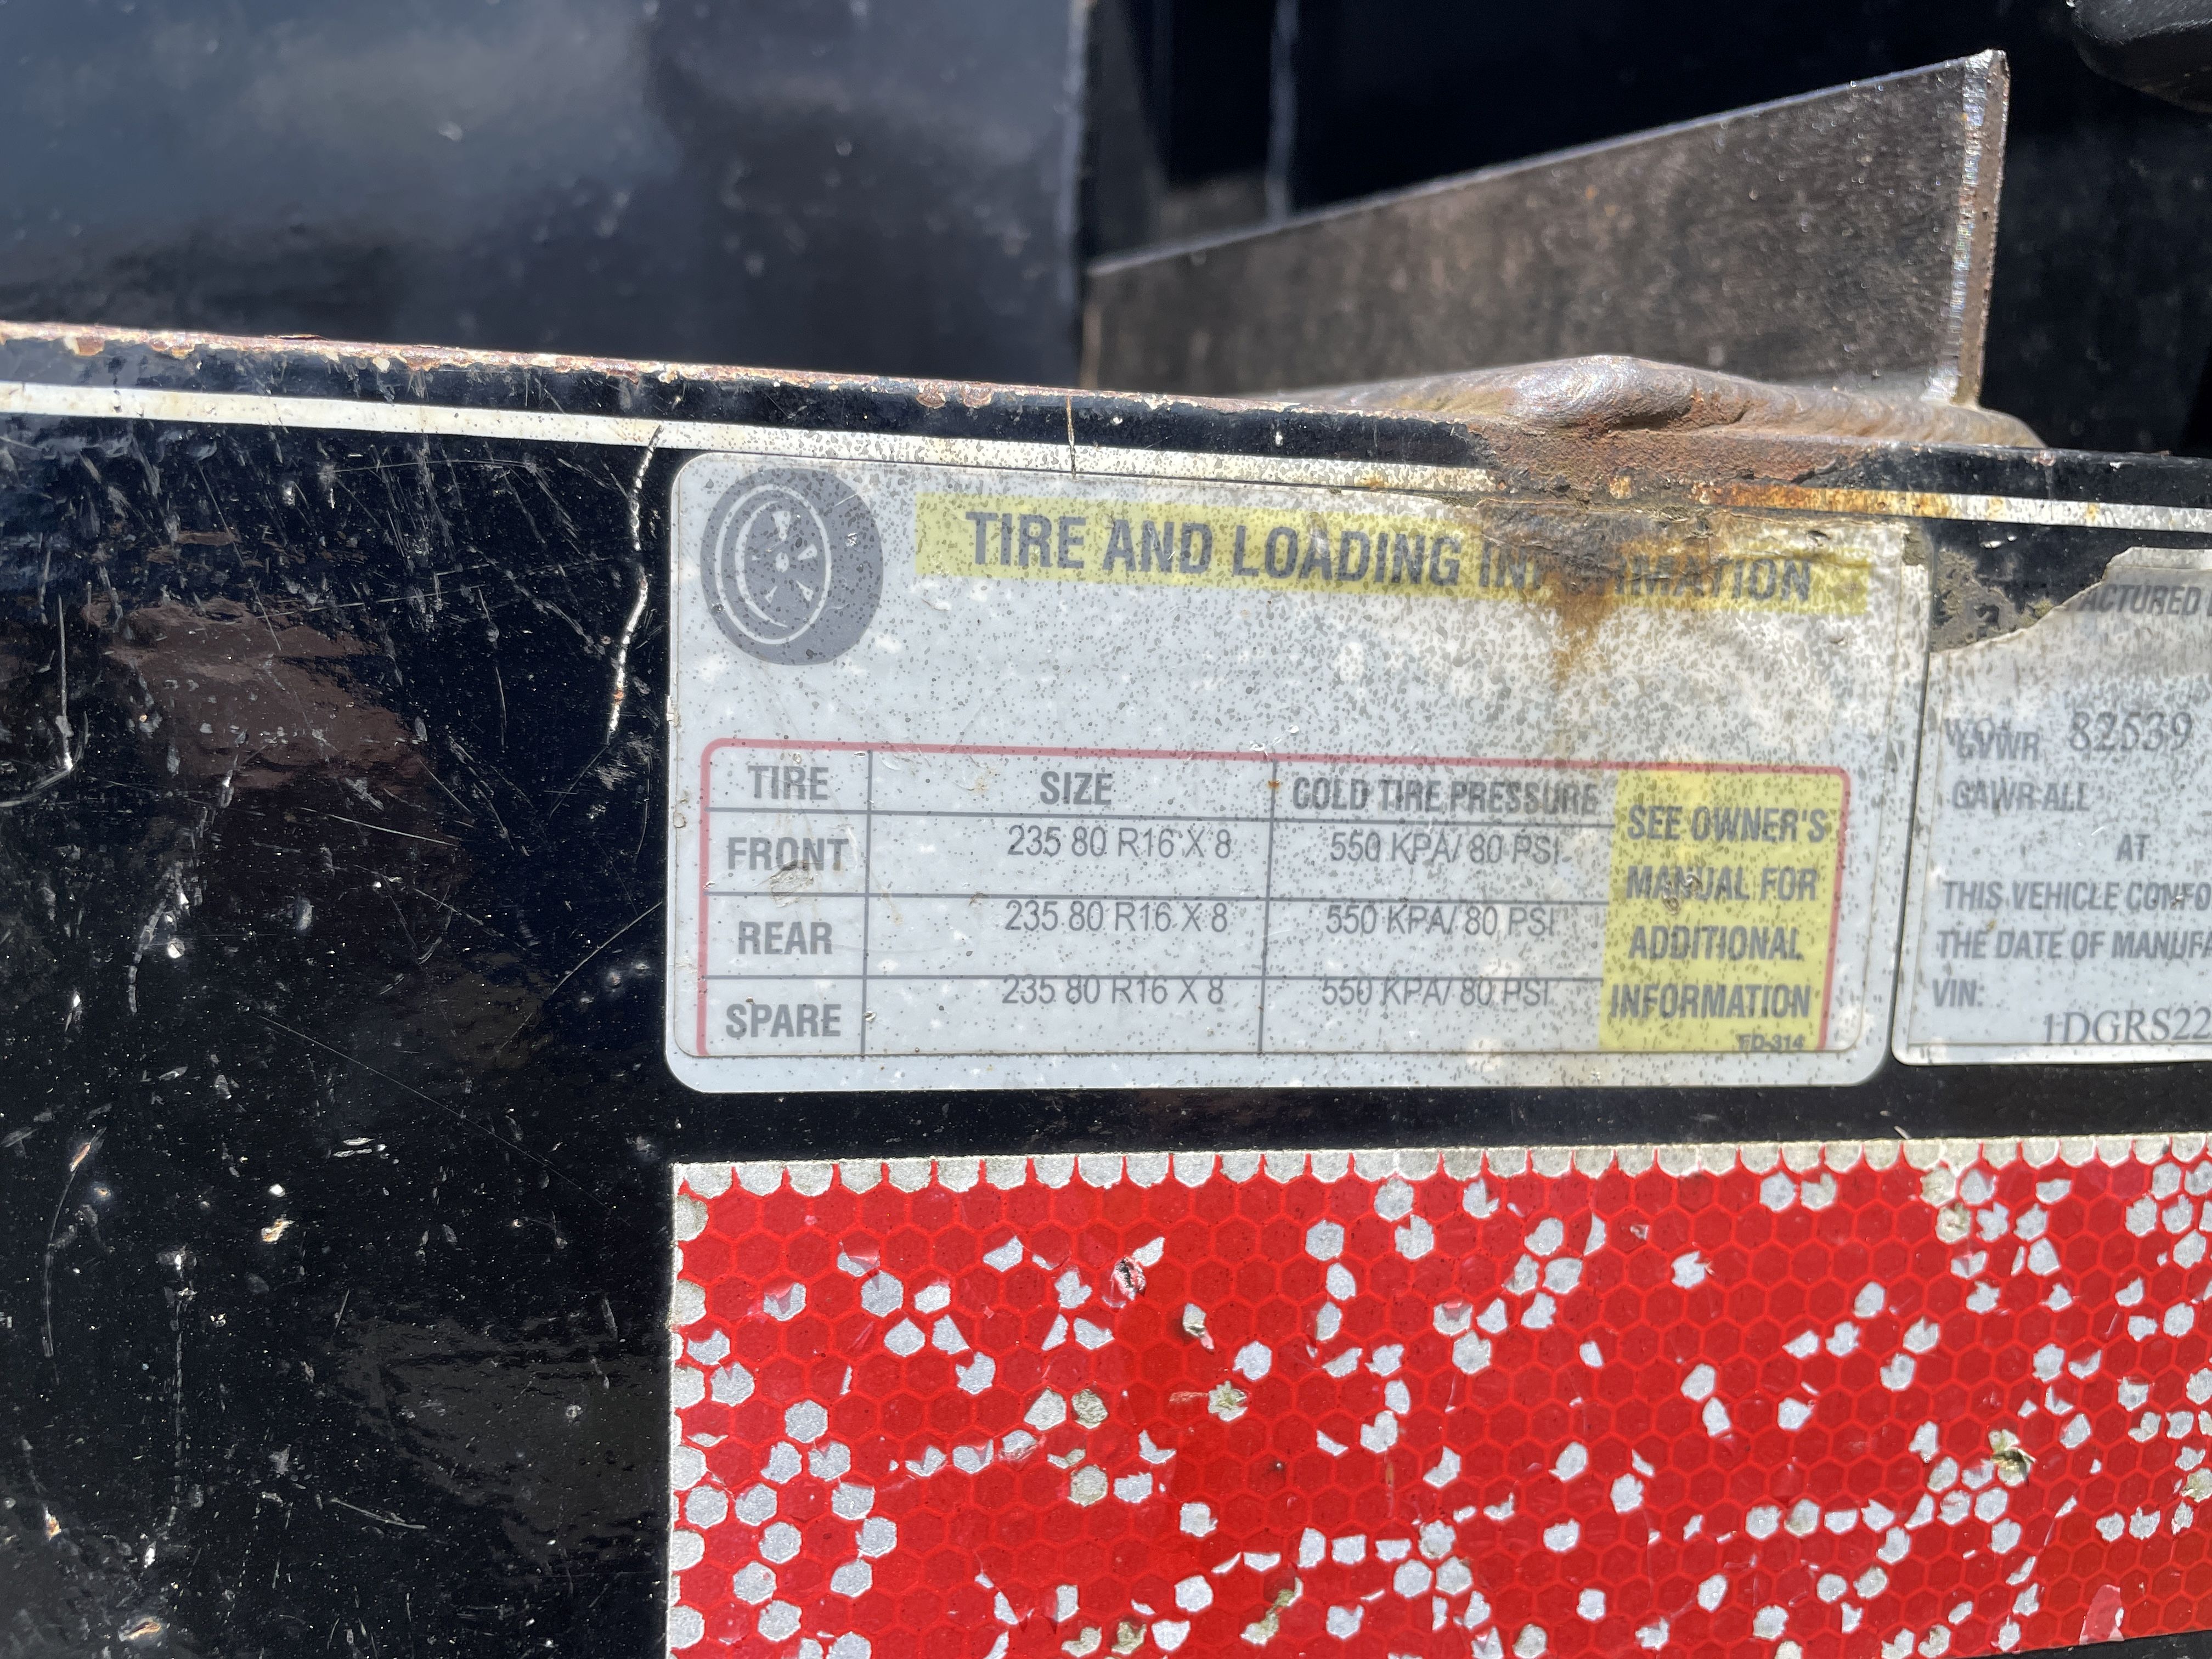 TIRE AND LOADING INFORMATION
TIRE SIZE COLD TIRE PRESSURE
FRONT 235 80 R16 X 8 550 KPA/ 80 PSI
REAR 235 80 R16 X 8 550 KPA/ 80 PSI
SPARE 235 80 R16 X 8 550 KPA/ 80 PSI
SEE OWNER'S
MANUAL FOR
ADDITIONAL
INFORMATION
ACTURED
82539
GVWR
GAWR ALL
AT
THIS VEHICLE CONFO
THE DATE OF MANUFA
VIN:
1DGRS22